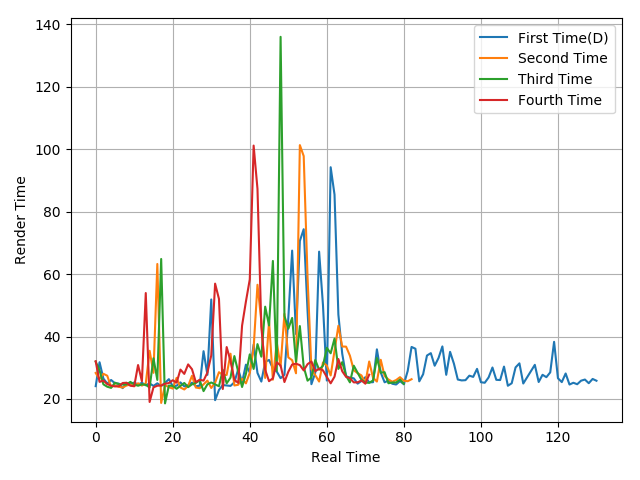 140
120
100
80
60
40
20
Render Time
First Time(D)
Second Time
Third Time
Fourth Time
0 20 40 60 80 100 120
Real Time